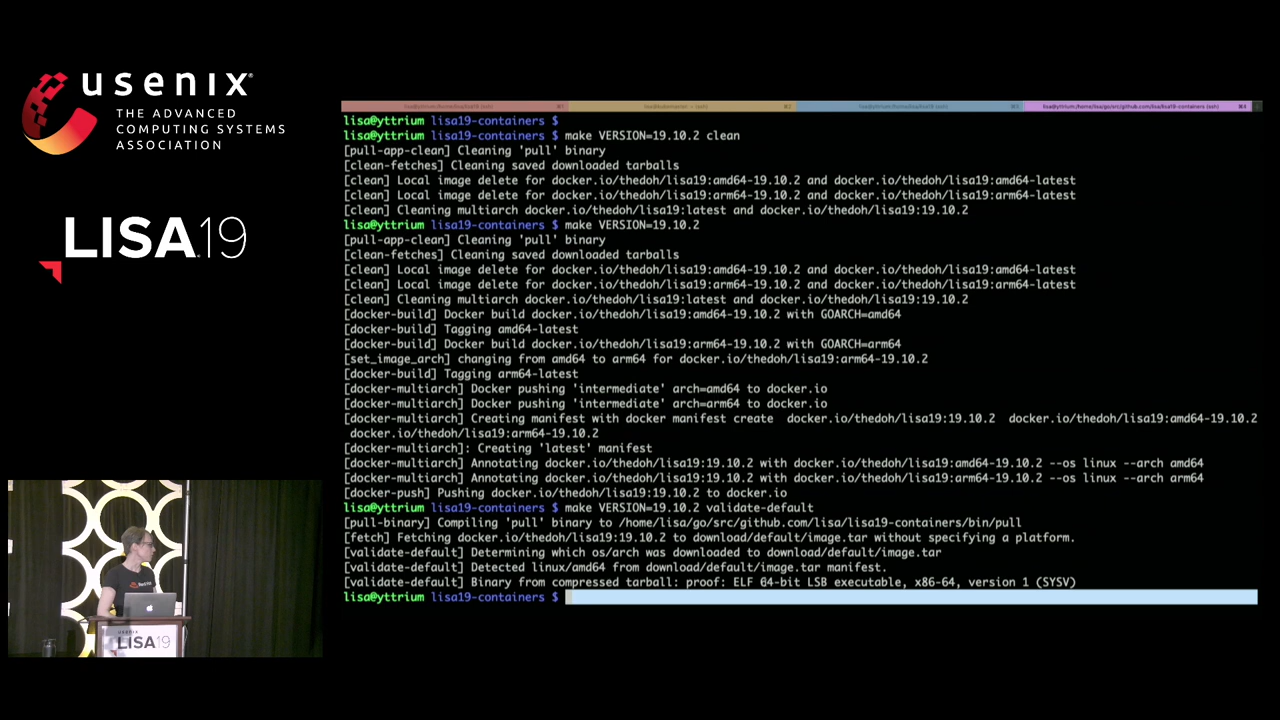 usenix®
THE ADVANCED
COMPUTING SYSTEMS
ASSOCIATION
LISA19
lisa@yttrium lisa19-containers $
lisa@yttrium lisa19-containers $ make VERSION=19.10.2 clean
[pull-app-clean] Cleaning 'pull' binary
[clean-fetches] Cleaning saved downloaded tarballs
[clean] Local image delete for docker.io/thedoh/lisa19:amd64-19.10.2 and docker.io/thedoh/lisa19:amd64-latest
[clean] Local image delete for docker.io/thedoh/lisa19:arm64-19.10.2 and docker.io/thedoh/lisa19:arm64-latest
[clean] Cleaning multiarch docker.io/thedoh/lisa19:latest and docker.io/thedoh/lisa19:19.10.2
lisa@yttrium lisa19-containers $ make VERSION=19.10.2
[pull-app-clean] Cleaning 'pull' binary
[clean-fetches] Cleaning saved downloaded tarballs
[clean] Local image delete for docker.io/thedoh/lisa19:amd64-19.10.2 and docker.io/thedoh/lisa19:amd64-latest
[clean] Local image delete for docker.io/thedoh/lisa19:arm64-19.10.2 and docker.io/thedoh/lisa19:arm64-latest
[clean] Cleaning multiarch docker.io/thedoh/lisa19:latest and docker.io/thedoh/lisa19:19.10.2
[docker-build] Docker build docker.io/thedoh/lisa19:amd64-19.10.2 with GOARCH=amd64
[docker-build] Tagging amd64-latest
[docker-build] Docker build docker.io/thedoh/lisa19:arm64-19.10.2 with GOARCH=arm64
[set_image_arch] changing from amd64 to arm64 for docker.io/thedoh/lisa19:arm64-19.10.2
[docker-build] Tagging arm64-latest
[docker-multiarch] Docker pushing 'intermediate' arch=amd64 to docker.io
[docker-multiarch] Docker pushing 'intermediate' arch=arm64 to docker.io
[docker-multiarch] Creating manifest with docker manifest create  docker.io/thedoh/lisa19:19.10.2  docker.io/thedoh/lisa19:amd64-19.10.2
docker.io/thedoh/lisa19:arm64-19.10.2
[docker-multiarch]: Creating 'latest' manifest
[docker-multiarch] Annotating docker.io/thedoh/lisa19:19.10.2 with docker.io/thedoh/lisa19:amd64-19.10.2 --os linux --arch amd64
[docker-multiarch] Annotating docker.io/thedoh/lisa19:19.10.2 with docker.io/thedoh/lisa19:arm64-19.10.2 --os linux --arch arm64
[docker-push] Pushing docker.io/thedoh/lisa19:19.10.2 to docker.io
lisa@yttrium lisa19-containers $ make VERSION=19.10.2 validate-default
[pull-binary] Compiling 'pull' binary to /home/lisa/go/src/github.com/lisa/lisa19-containers/bin/pull
[fetch] Fetching docker.io/thedoh/lisa19:19.10.2 to download/default/image.tar without specifying a platform.
[validate-default] Determining which os/arch was downloaded to download/default/image.tar
[validate-default] Detected linux/amd64 from download/default/image.tar manifest.
[validate-default] Binary from compressed tarball: proof: ELF 64-bit LSB executable, x86-64, version 1 (SYSV)
lisa@yttrium lisa19-containers $
USENIX
LISA19